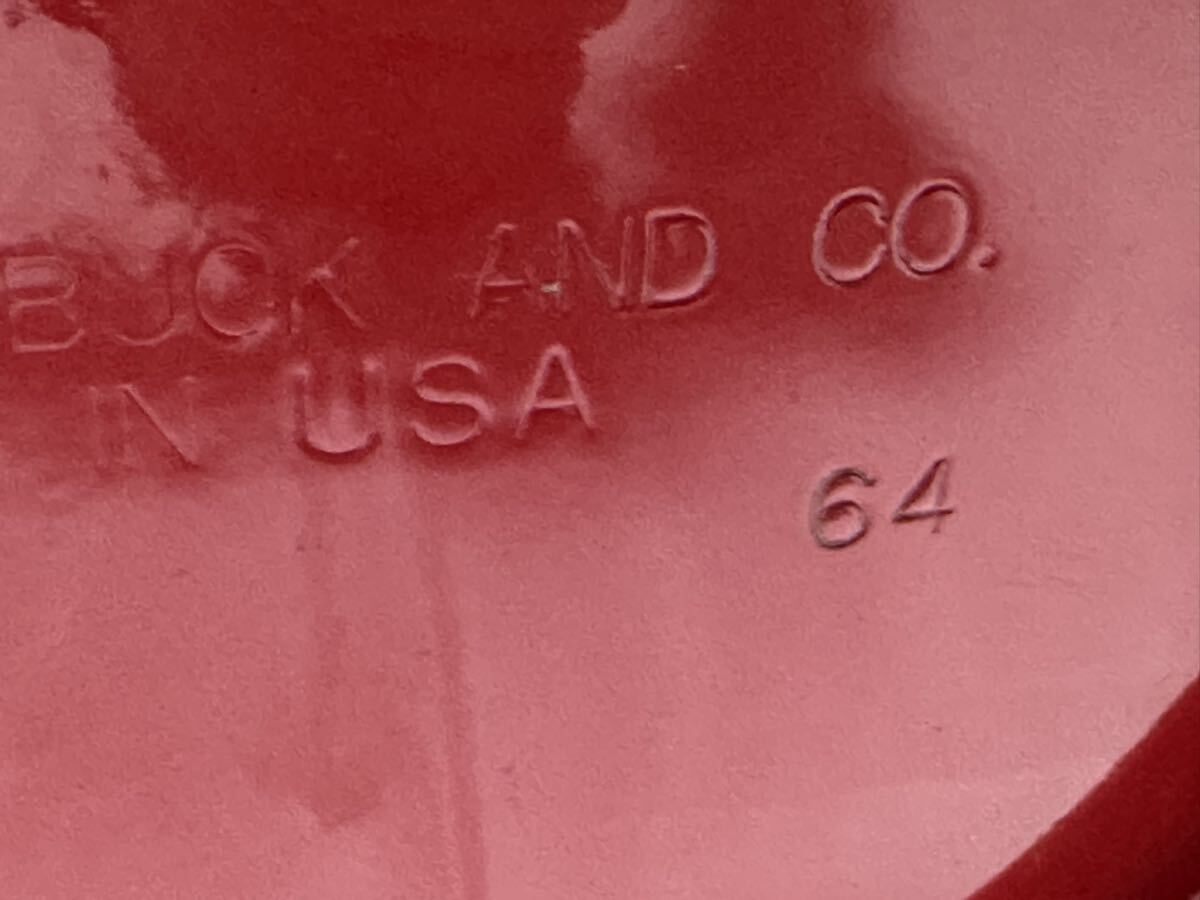 BUCK AND CO.
IN USA
64